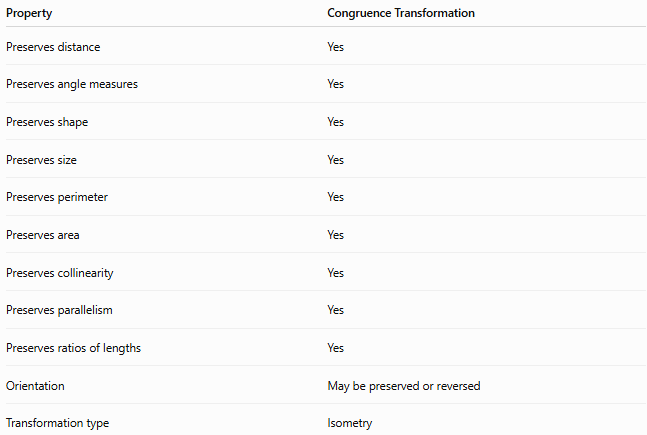 Property Congruence Transformation
Preserves distance Yes
Preserves angle measures Yes
Preserves shape Yes
Preserves size Yes
Preserves perimeter Yes
Preserves area Yes
Preserves collinearity Yes
Preserves parallelism Yes
Preserves ratios of lengths Yes
Orientation May be preserved or reversed
Transformation type Isometry